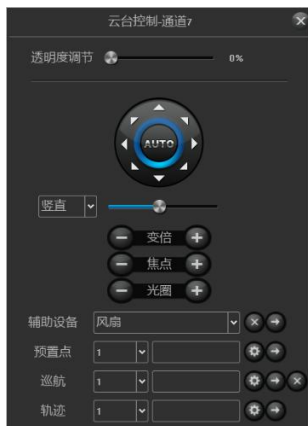 云台控制-通道7
透明度调节 0%
AUTO
竖直
变倍
焦点
光圈
辅助设备 风扇
预置点 1
巡航 1
轨迹 1